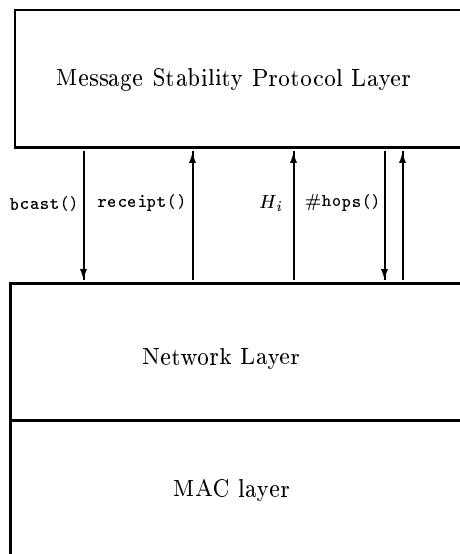 Message Stability Protocol Layer
bcast() receipt() H_i #hops()
Network Layer
MAC layer